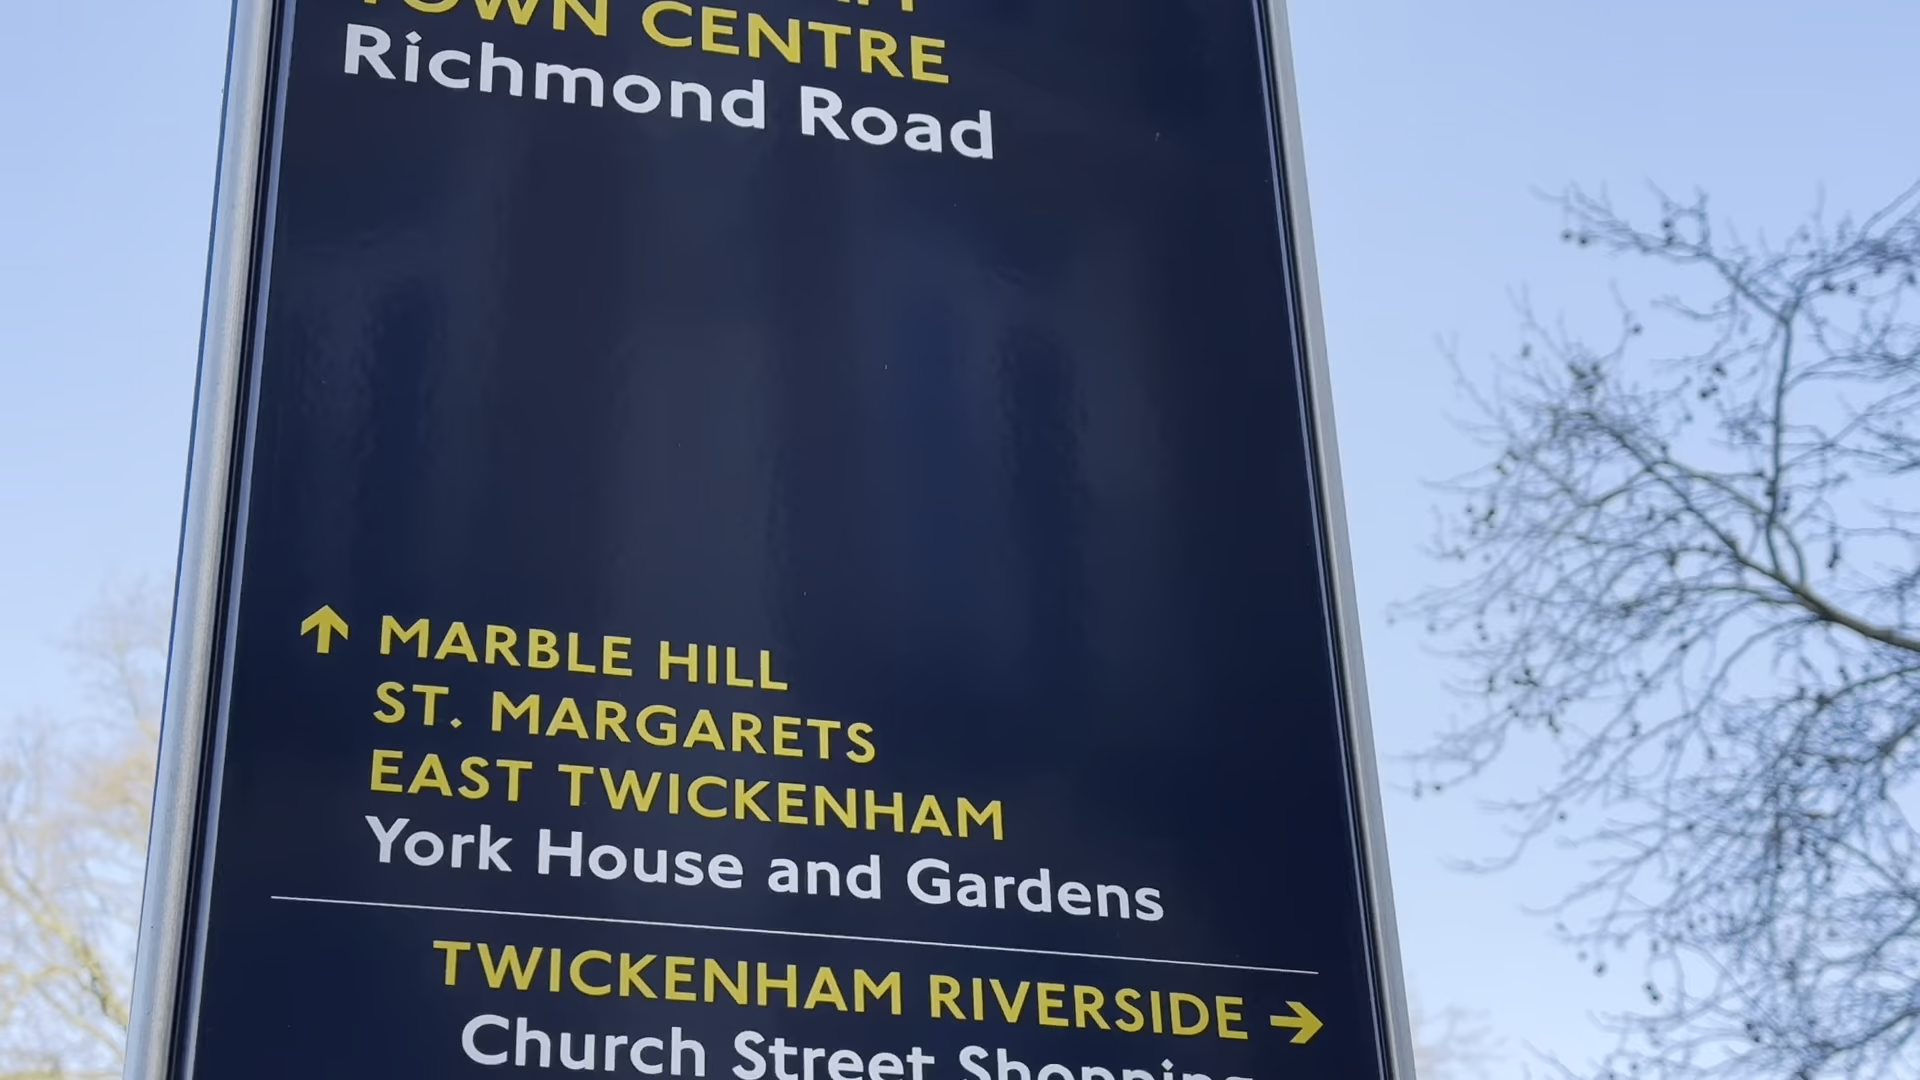 TOWN CENTRE
Richmond Road
↑ MARBLE HILL
ST. MARGARETS
EAST TWICKENHAM
York House and Gardens
TWICKENHAM RIVERSIDE →
Church Street Shopping